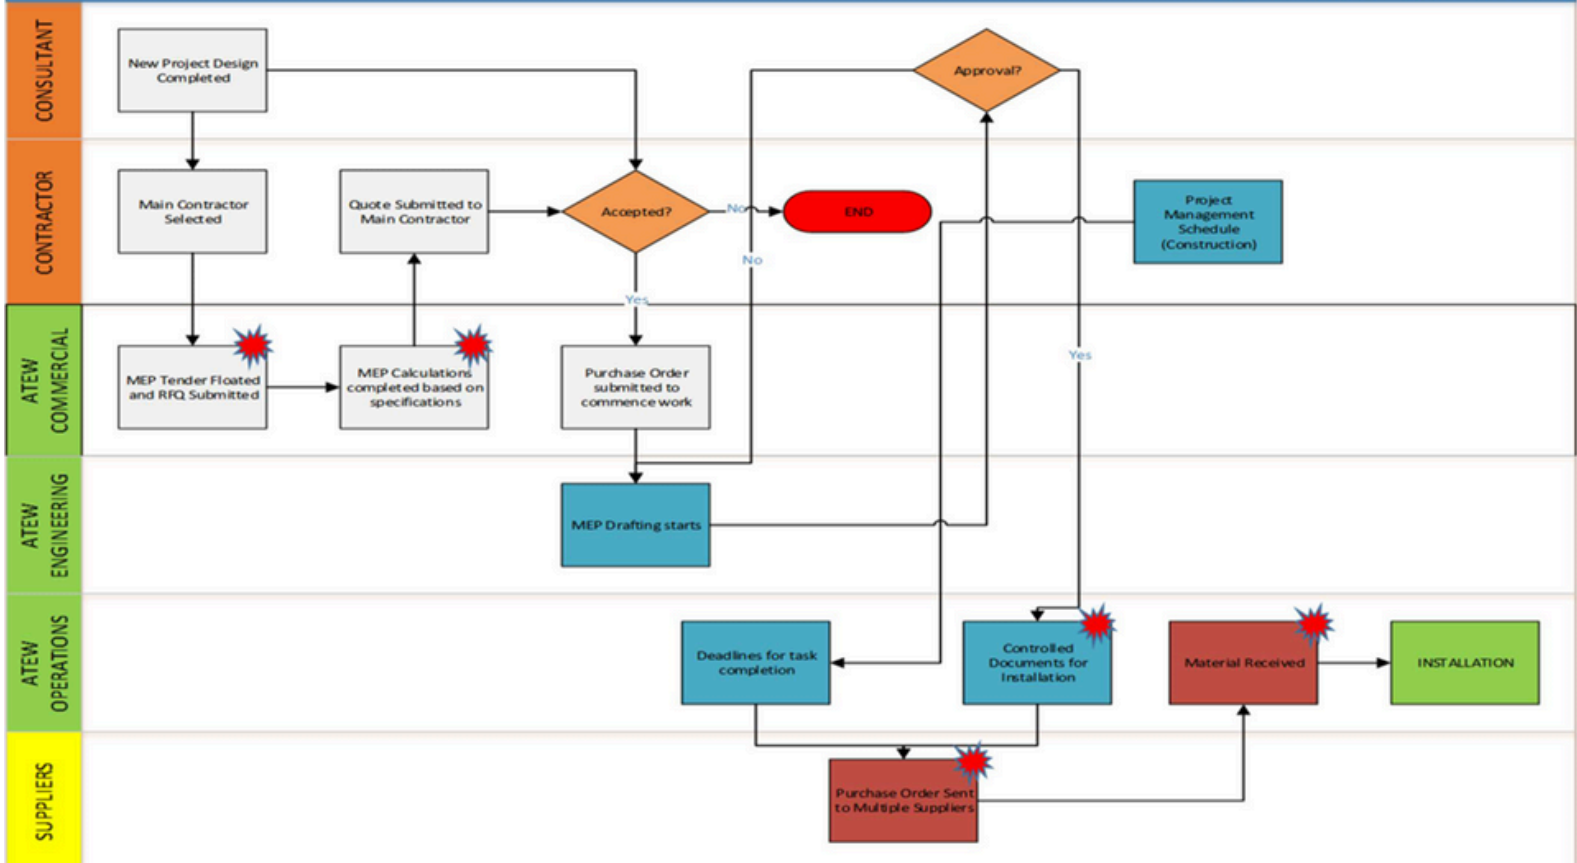 CONSULTANT
New Project Design
Completed
Approval?
CONTRACTOR
Main Contractor
Selected
Quote Submitted to
Main Contractor
Accepted?
No
END
Project
Management
Schedule
(Construction)
No
Yes
ATEW
COMMERCIAL
MEP Tender Floated
and RFQ Submitted
MEP Calculations
completed based on
specifications
Purchase Order
submitted to
commence work
Yes
ATEW
ENGINEERING
MEP Drafting starts
ATEW
OPERATIONS
Deadlines for task
completion
Controlled
Documents for
Installation
Material Received
INSTALLATION
SUPPLIERS
Purchase Order Sent
to Multiple Suppliers